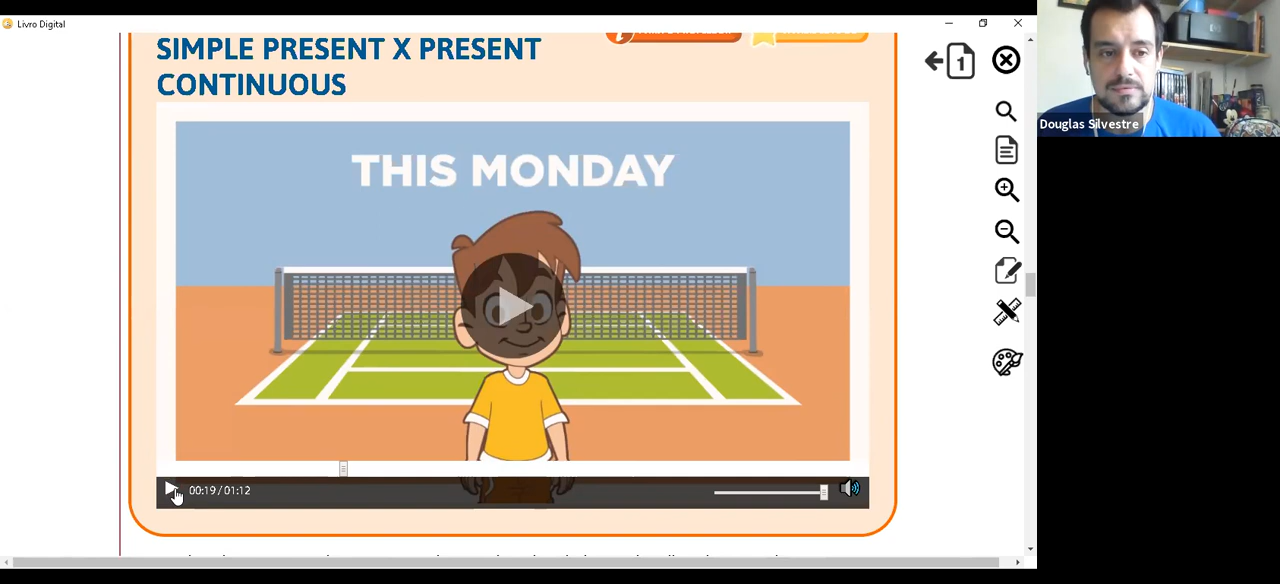 Livro Digital
SIMPLE PRESENT X PRESENT
CONTINUOUS
1
Douglas Silvestre
THIS MONDAY
00:19 / 01:12